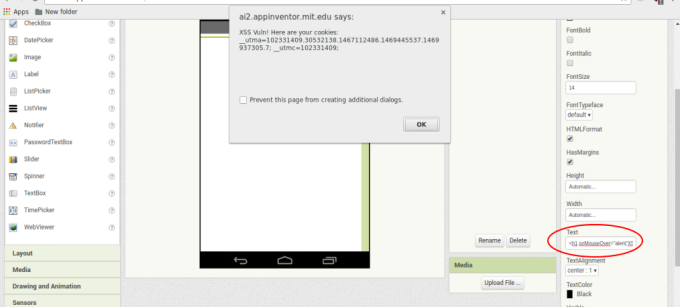 Apps
New folder
CheckBox
DatePicker
Image
Label
ListPicker
ListView
Notifier
PasswordTextBox
Slider
Spinner
TextBox
TimePicker
WebViewer
Layout
Media
Drawing and Animation
Sensors
ai2.appinventor.mit.edu says:
XSS Vuln! Here are your cookies:
__utma=102331409.30532138.1467112486.1469445537.1469
937305.7; __utmc=102331409;
Prevent this page from creating additional dialogs.
OK
Rename Delete
Media
Upload File ...
FontBold
FontItalic
FontSize
14
FontTypeface
default
HTMLFormat
HasMargins
Height
Automatic...
Width
Automatic...
Text
<h1 onMouseOver="alert(
TextAlignment
center : 1
TextColor
Black